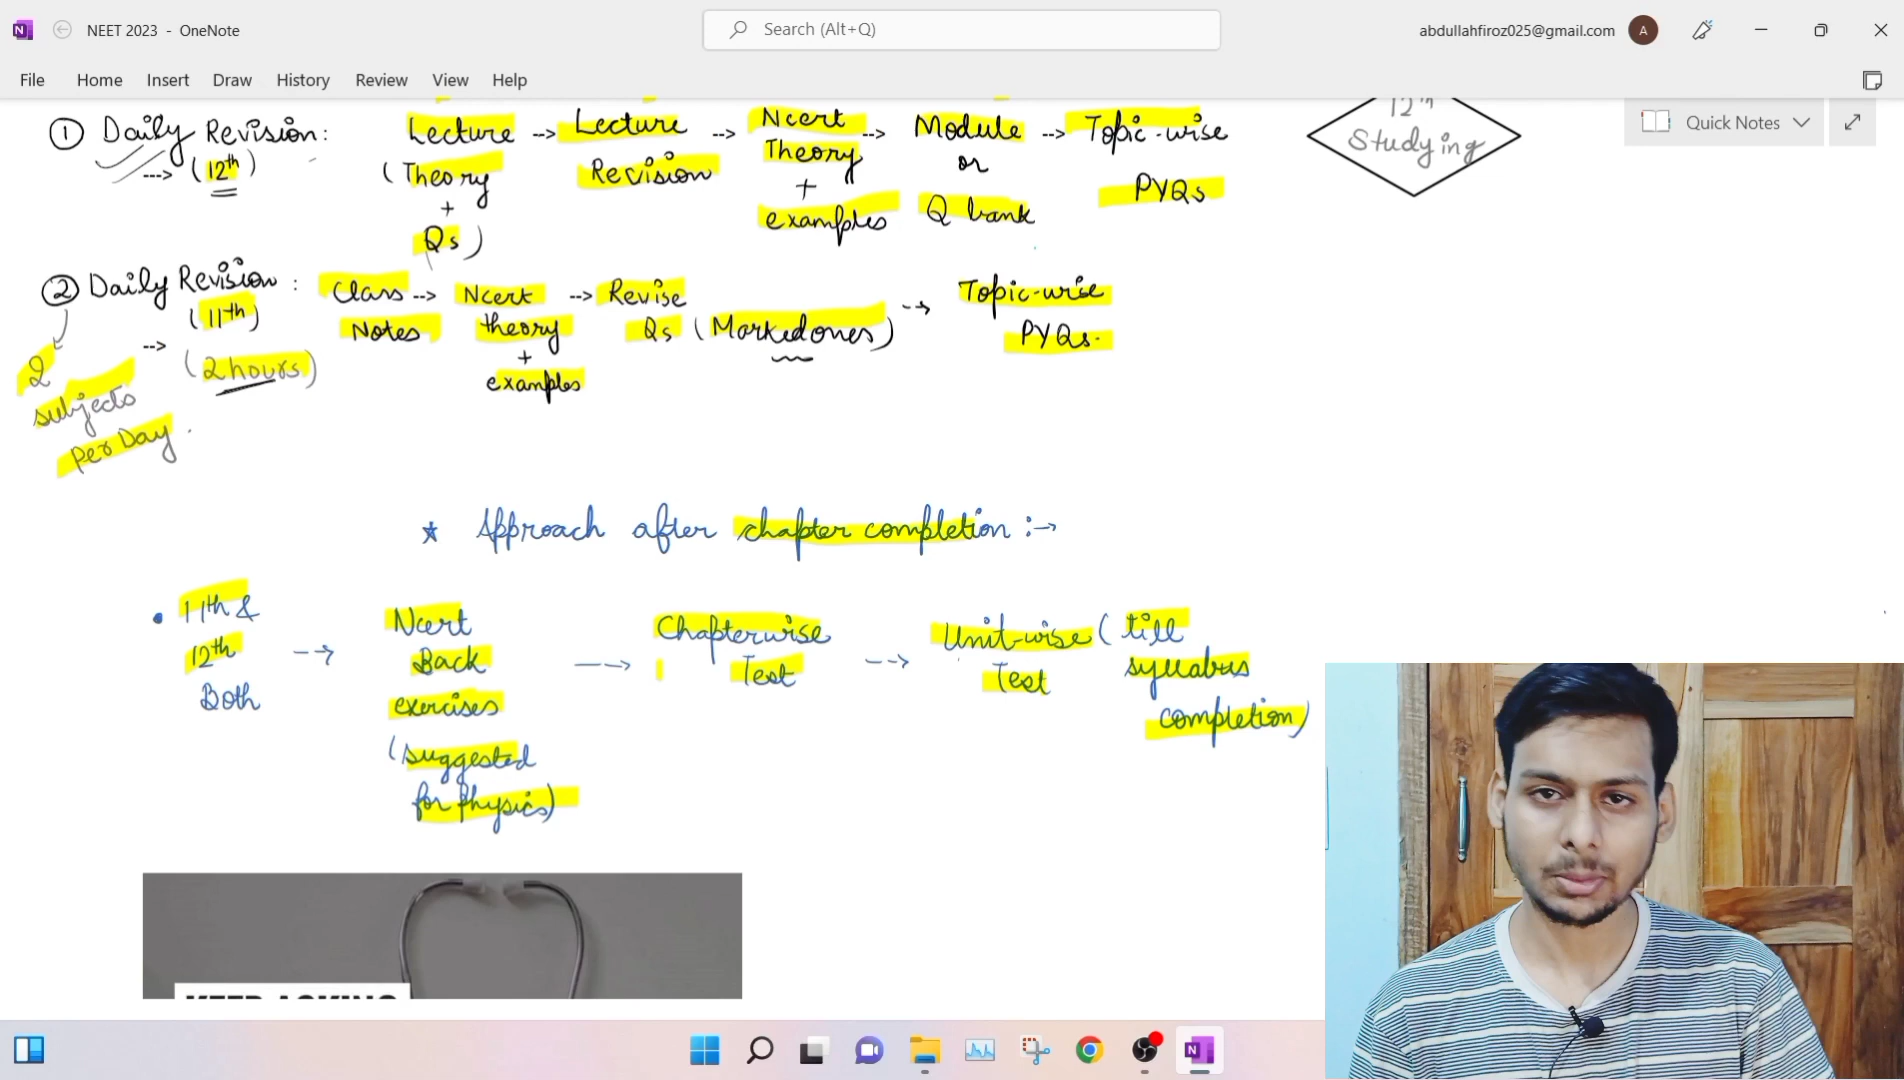 NEET 2023 - OneNote
Search (Alt+Q)
abdullahfiroz025@gmail.com
A
File Home Insert Draw History Review View Help
Quick Notes
12th
Studying
① Daily Revision:
---> (12th)
Lecture --> Lecture --> Ncert --> Module --> Topic-wise
(Theory Revision Theory or PYQs
+ + Q bank
Qs) examples
② Daily Revision :
(11th)
--> (2 hours)
Class --> Ncert --> Revise --> Topic-wise
Notes theory Qs (Marked ones) PYQs.
+
examples
2
subjects
Per Day.
★ Approach after chapter completion :→
• 11th &
12th
Both
-->
Ncert
Back
exercises
(suggested
for physics)
-->
Chapterwise
Test
-->
Unit-wise (till
Test syllabus
completion)
KEEP ASKING